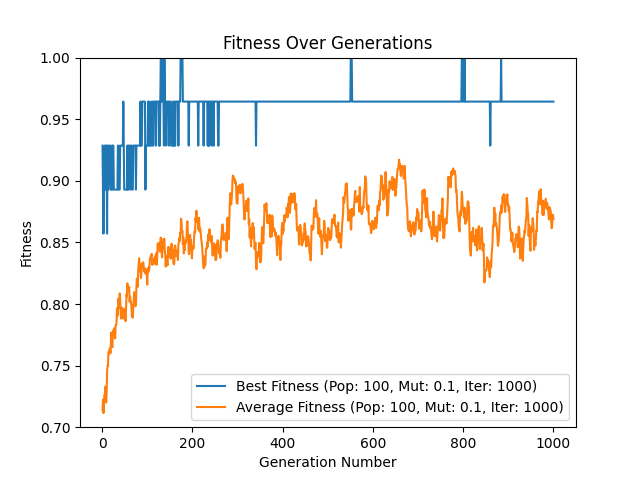 Fitness Over Generations
1.00
0.95
0.90
0.85
0.80
0.75
0.70
Fitness
Best Fitness (Pop: 100, Mut: 0.1, Iter: 1000)
Average Fitness (Pop: 100, Mut: 0.1, Iter: 1000)
0 200 400 600 800 1000
Generation Number